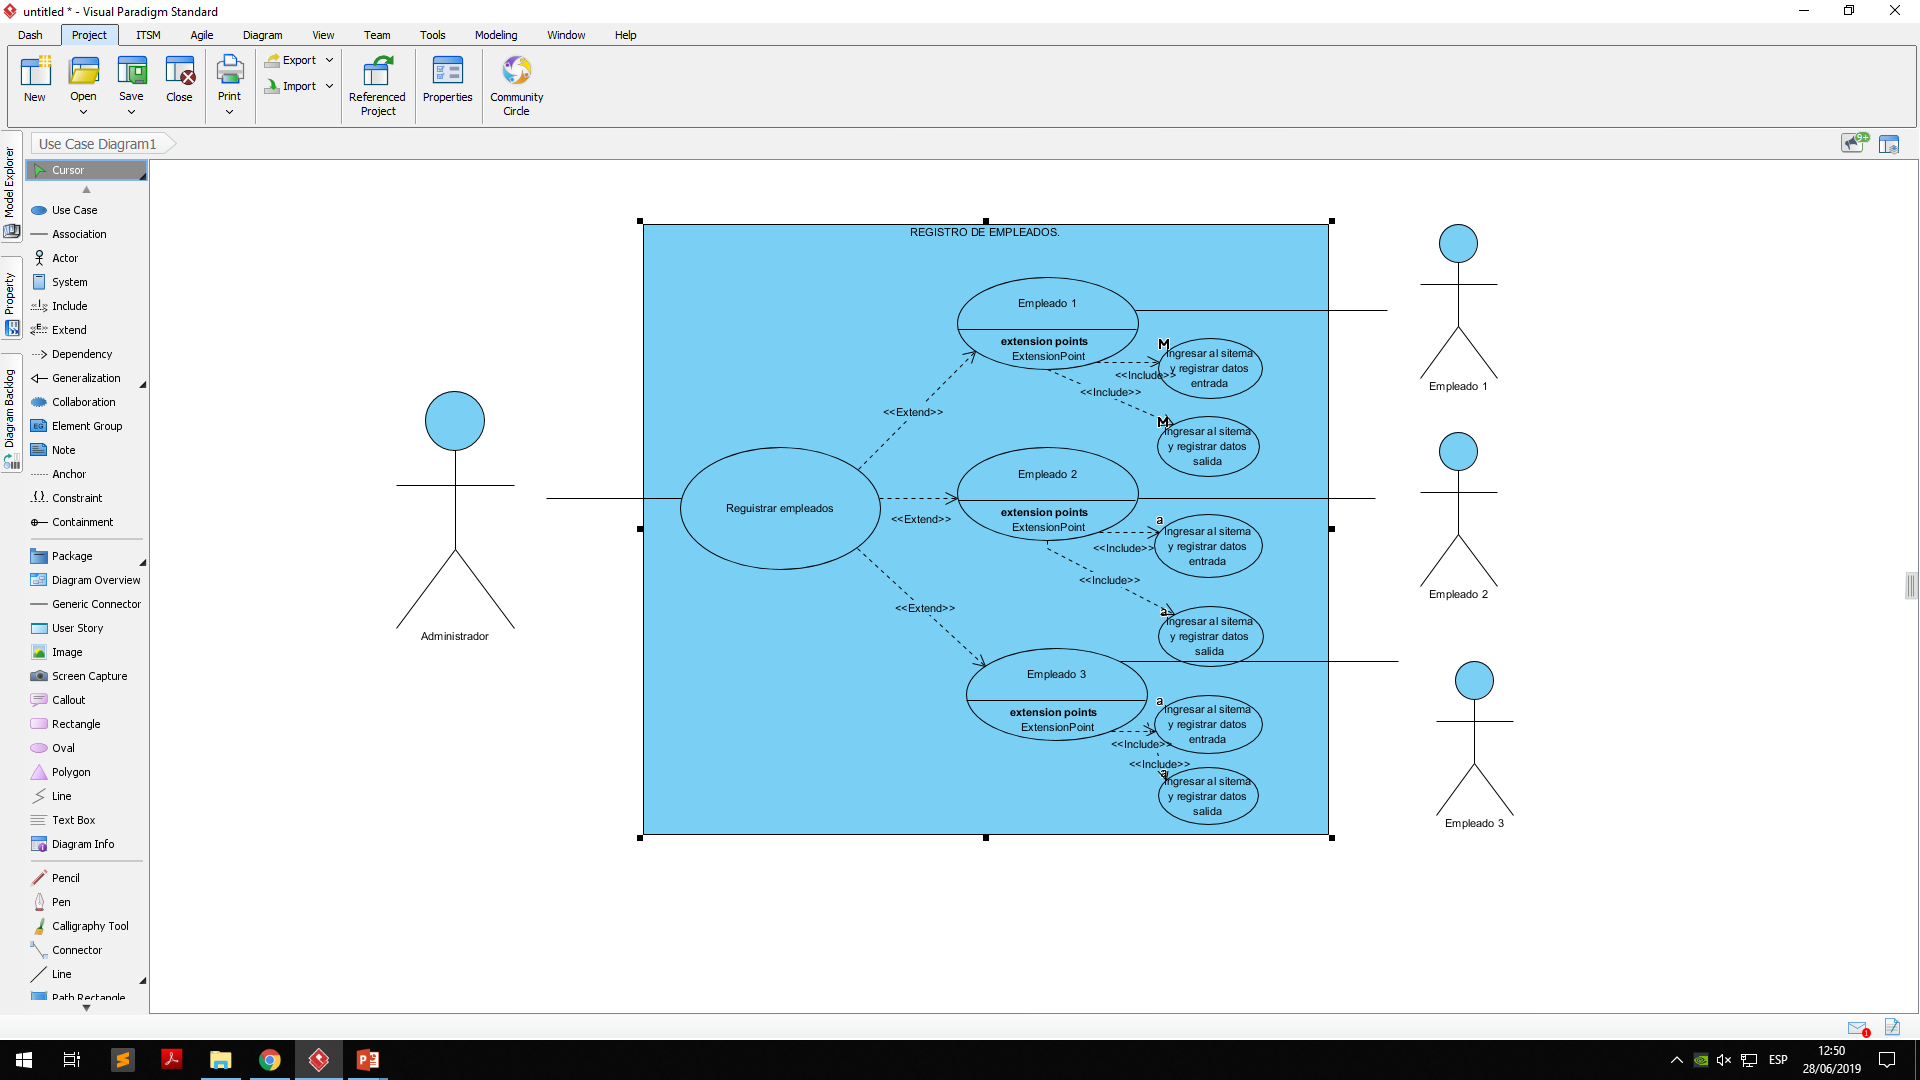 untitled * - Visual Paradigm Standard
Dash Project ITSM Agile Diagram View Team Tools Modeling Window Help
New Open Save Close Print Export Import Referenced Project Properties Community Circle
Use Case Diagram1
9+
Model Explorer
Property
Diagram Backlog
Cursor
Use Case
Association
Actor
System
Include
Extend
Dependency
Generalization
Collaboration
Element Group
Note
Anchor
Constraint
Containment
Package
Diagram Overview
Generic Connector
User Story
Image
Screen Capture
Callout
Rectangle
Oval
Polygon
Line
Text Box
Diagram Info
Pencil
Pen
Calligraphy Tool
Connector
Line
Path Rectangle
REGISTRO DE EMPLEADOS.
Administrador
Reguistrar empleados
<<Extend>>
<<Extend>>
<<Extend>>
Empleado 1
extension points
ExtensionPoint
<<Include>>
<<Include>>
M
Ingresar al sitema
y registrar datos
entrada
M
Ingresar al sitema
y registrar datos
salida
Empleado 2
extension points
ExtensionPoint
<<Include>>
<<Include>>
a
Ingresar al sitema
y registrar datos
entrada
a
Ingresar al sitema
y registrar datos
salida
Empleado 3
extension points
ExtensionPoint
<<Include>>
<<Include>>
a
Ingresar al sitema
y registrar datos
entrada
a
Ingresar al sitema
y registrar datos
salida
Empleado 1
Empleado 2
Empleado 3
1
ESP
12:50
28/06/2019